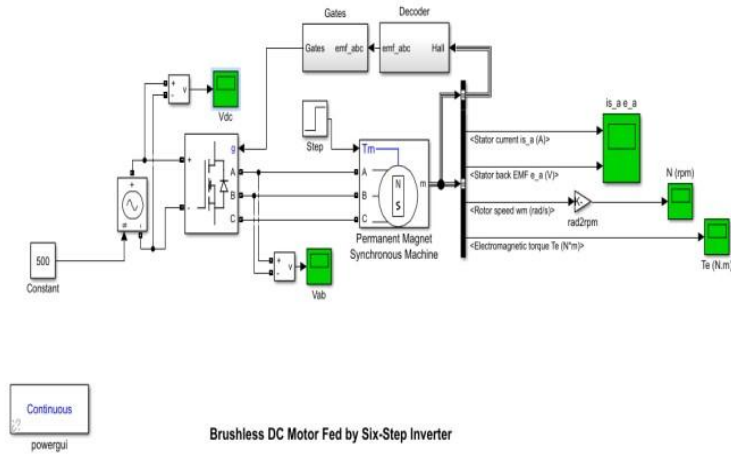 Gates
Decoder
Gates
emf_abc
emf_abc
Hall
+
-
v
Vdc
Step
is_a e_a
g
Tm
<Stator current is_a (A)>
+
A
A
N
S
m
<Stator back EMF e_a (V)>
N (rpm)
B
B
-
C
C
<Rotor speed wm (rad/s)>
K-
rad2rpm
+
s
-
Permanent Magnet
Synchronous Machine
<Electromagnetic torque Te (N*m)>
Te (N.m)
500
Constant
+
-
v
Vab
Continuous
powergui
Brushless DC Motor Fed by Six-Step Inverter